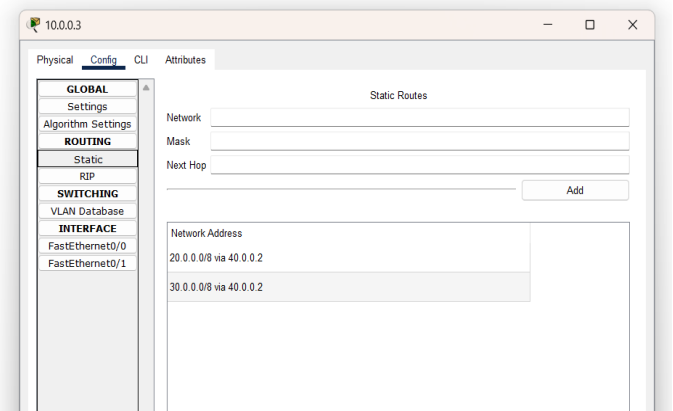 10.0.0.3
Physical Config CLI Attributes
GLOBAL
Settings
Algorithm Settings
ROUTING
Static
RIP
SWITCHING
VLAN Database
INTERFACE
FastEthernet0/0
FastEthernet0/1
Static Routes
Network
Mask
Next Hop
Add
Network Address
20.0.0.0/8 via 40.0.0.2
30.0.0.0/8 via 40.0.0.2